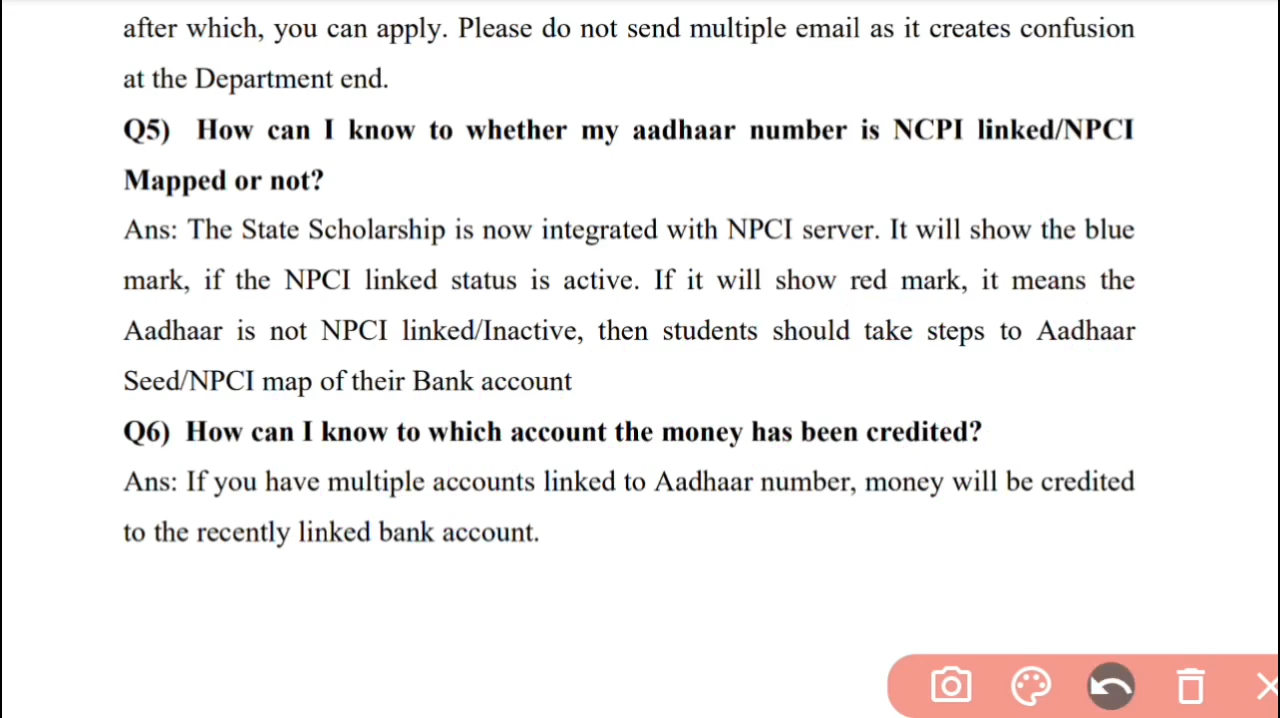 after which, you can apply. Please do not send multiple email as it creates confusion
at the Department end.
Q5) How can I know to whether my aadhaar number is NCPI linked/NPCI
Mapped or not?
Ans: The State Scholarship is now integrated with NPCI server. It will show the blue
mark, if the NPCI linked status is active. If it will show red mark, it means the
Aadhaar is not NPCI linked/Inactive, then students should take steps to Aadhaar
Seed/NPCI map of their Bank account
Q6) How can I know to which account the money has been credited?
Ans: If you have multiple accounts linked to Aadhaar number, money will be credited
to the recently linked bank account.